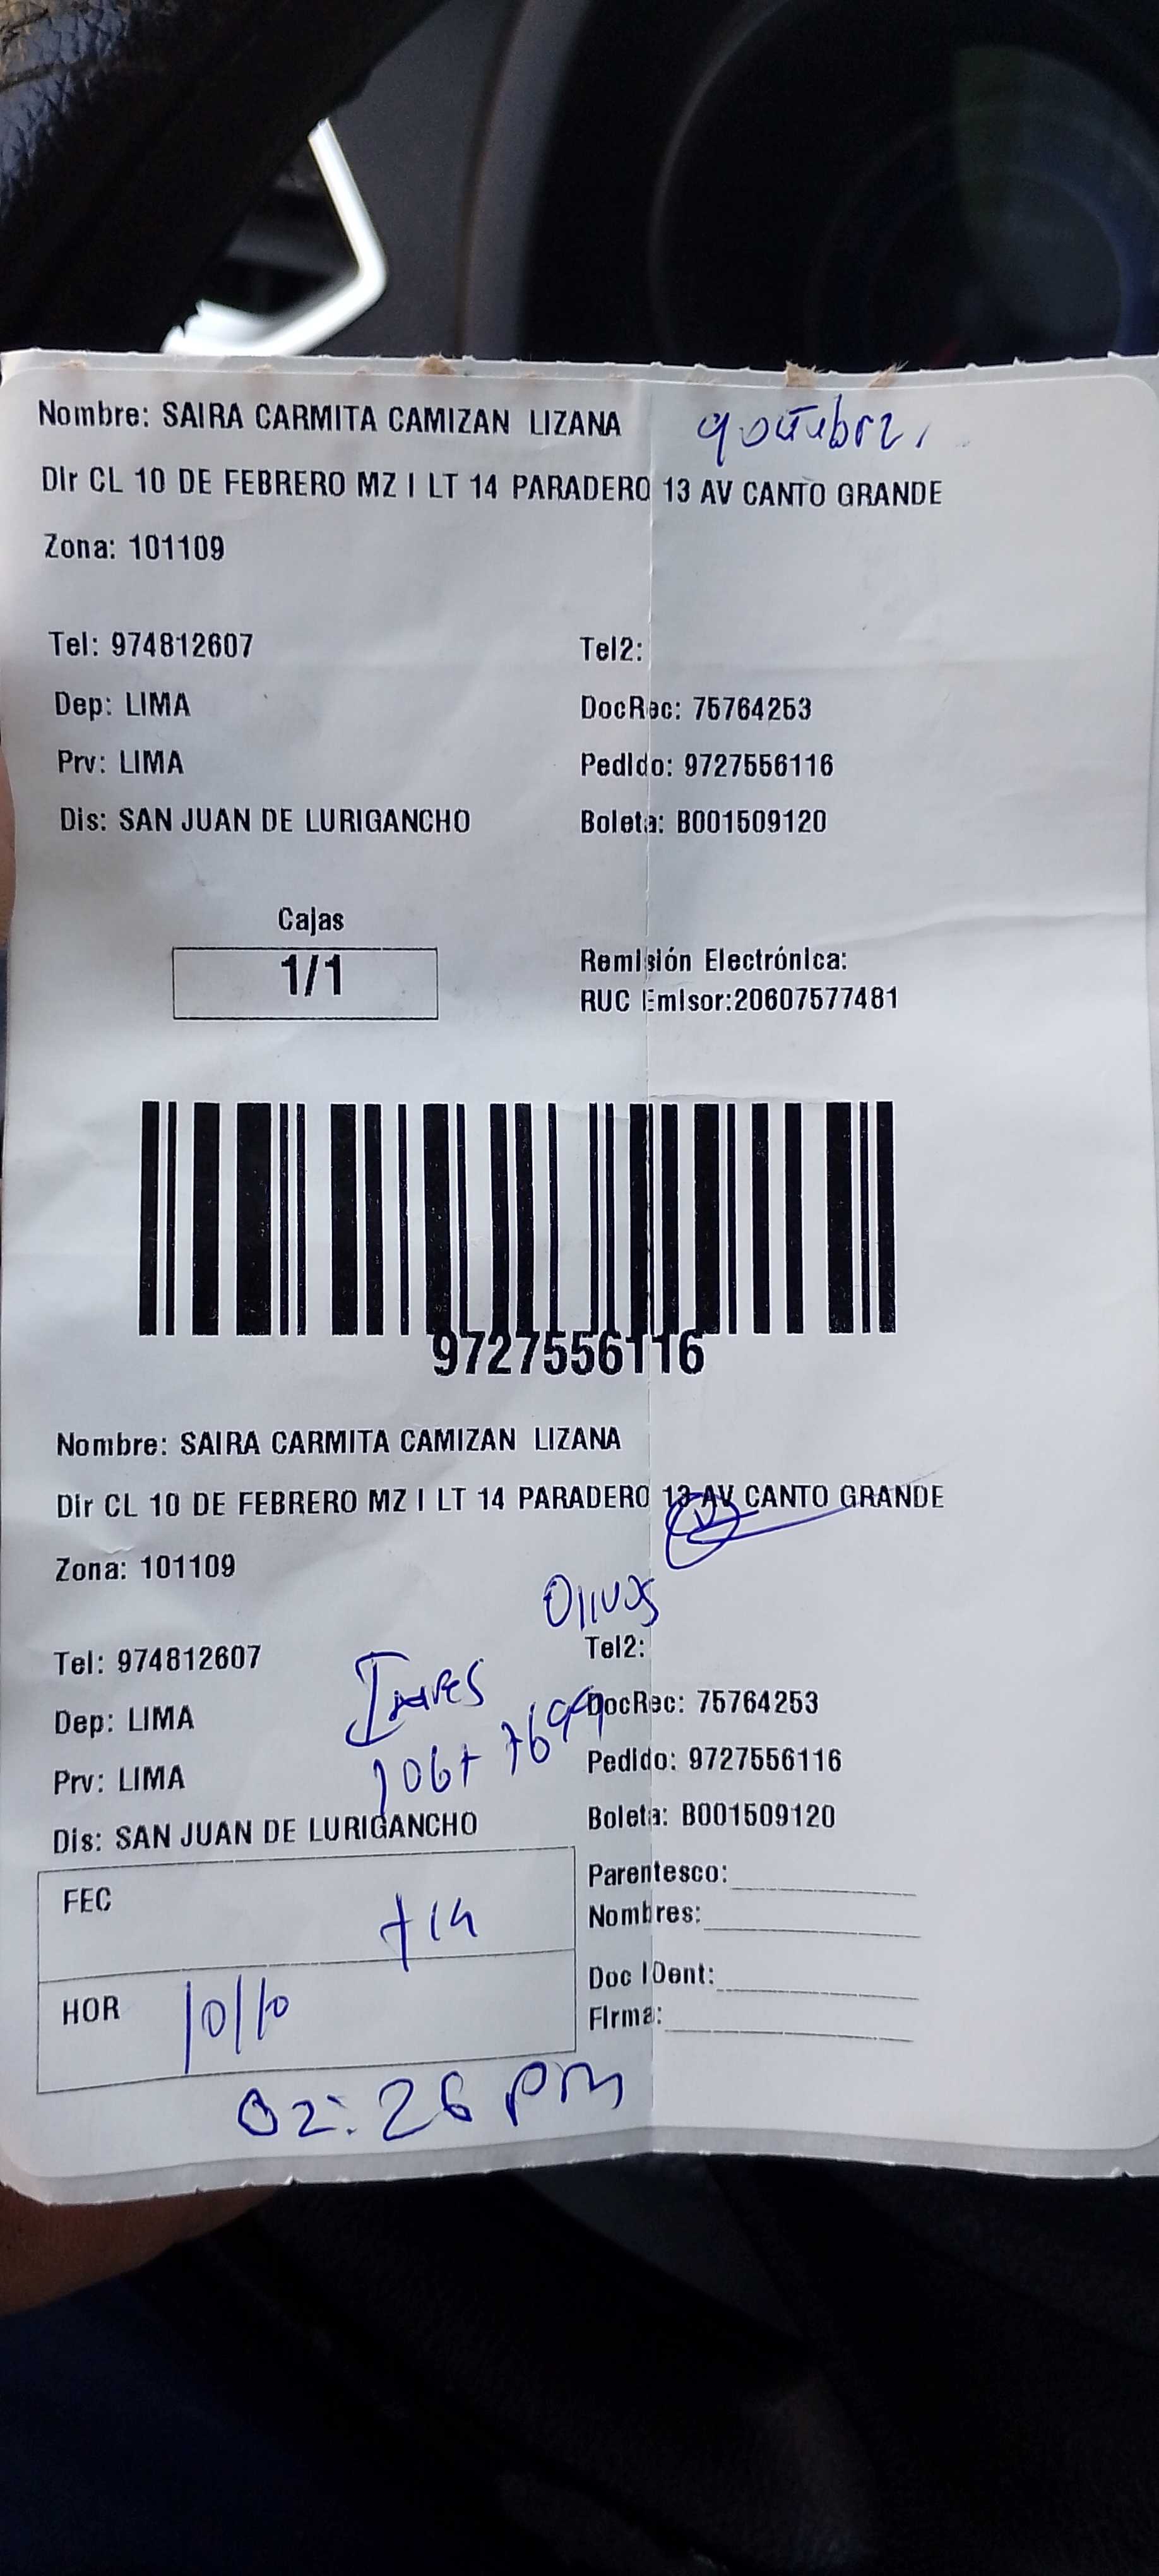 Nombre: SAIRA CARMITA CAMIZAN LIZANA 9 octubre,
Dir CL 10 DE FEBRERO MZ I LT 14 PARADERO 13 AV CANTO GRANDE
Zona: 101109
Tel: 974812607 Tel2:
Dep: LIMA DocRec: 75764253
Prv: LIMA Pedido: 9727556116
Dis: SAN JUAN DE LURIGANCHO Boleta: B001509120
Cajas
1/1
Remisión Electrónica:
RUC Emisor:20607577481
9727556116
Nombre: SAIRA CARMITA CAMIZAN LIZANA
Dir CL 10 DE FEBRERO MZ I LT 14 PARADERO 13 AV CANTO GRANDE
Zona: 101109
Olivos
Tel: 974812607 Tel2:
Dep: LIMA DocRec: 75764253
Prv: LIMA Pedido: 9727556116
Dis: SAN JUAN DE LURIGANCHO Boleta: B001509120
FEC
Parentesco:
Nombres:
HOR 10/10
Doc IDent:
Firma:
02:26 pm